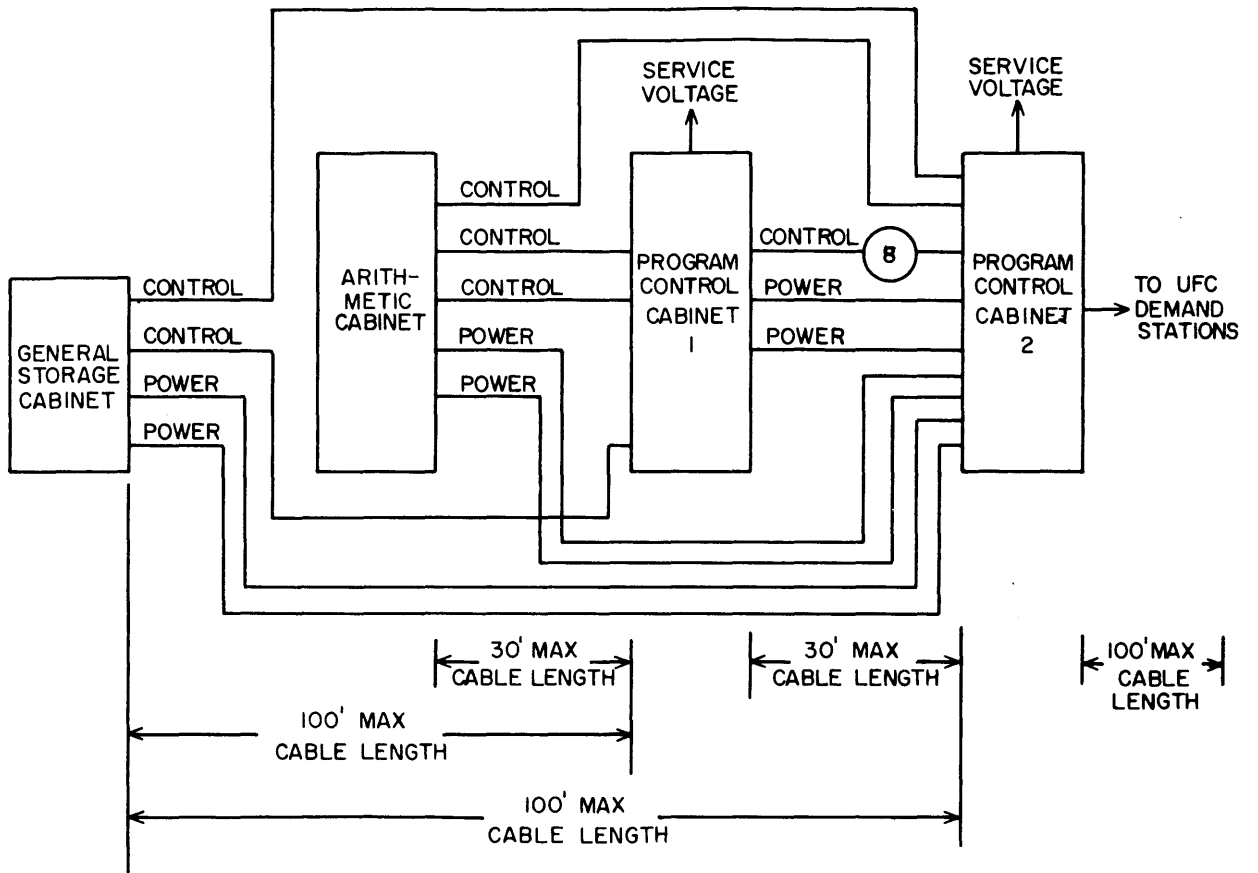 SERVICE
VOLTAGE
SERVICE
VOLTAGE
CONTROL
CONTROL
CONTROL
POWER
POWER
ARITH-
METIC
CABINET
PROGRAM
CONTROL
CABINET
1
CONTROL
8
POWER
POWER
PROGRAM
CONTROL
CABINET
2
TO UFC
DEMAND
STATIONS
GENERAL
STORAGE
CABINET
CONTROL
CONTROL
POWER
POWER
30' MAX
CABLE LENGTH
30' MAX
CABLE LENGTH
100' MAX
CABLE
LENGTH
100' MAX
CABLE LENGTH
100' MAX
CABLE LENGTH